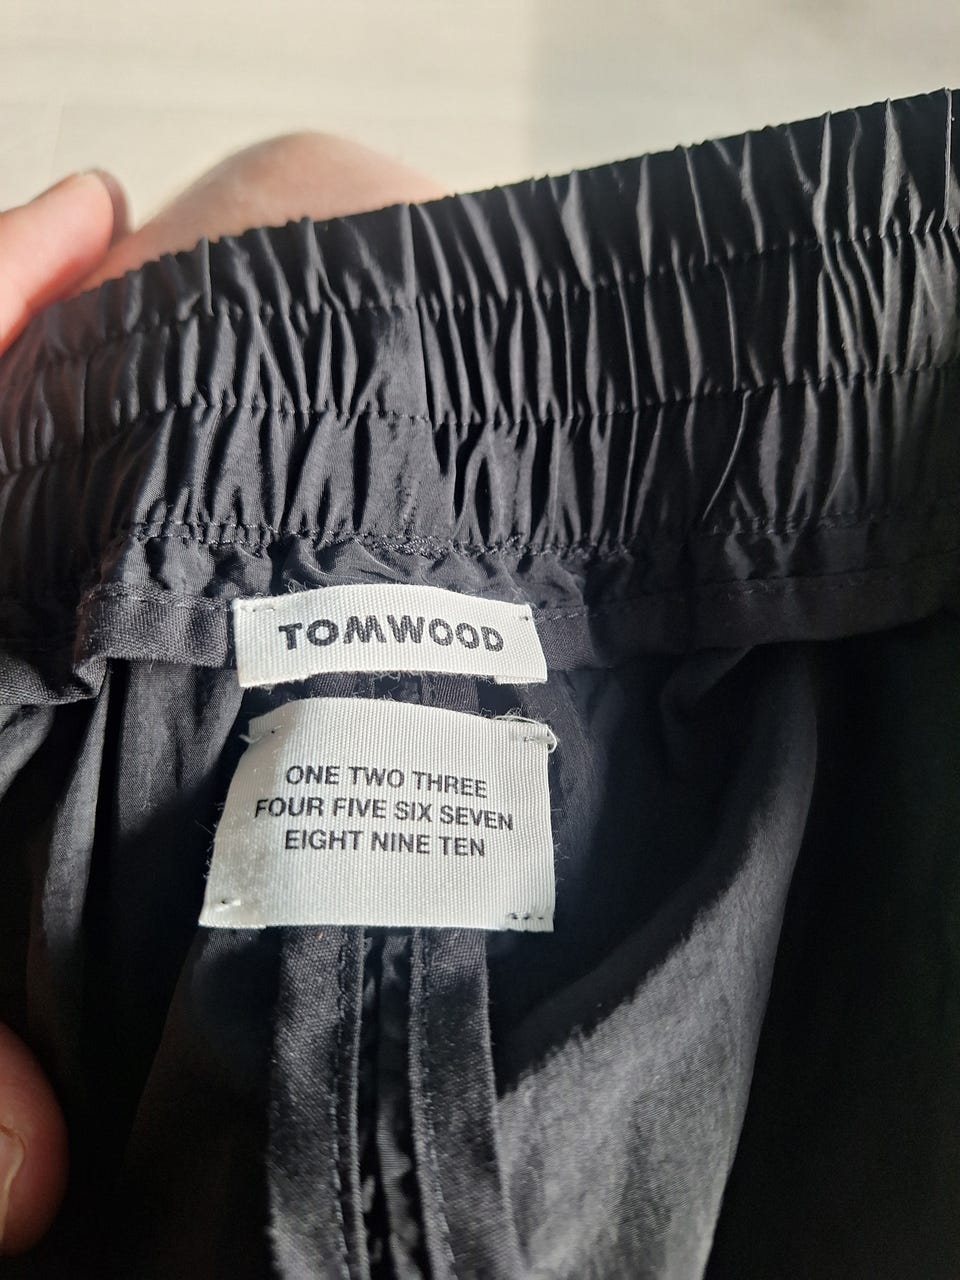 TOMWOOD
ONE TWO THREE
FOUR FIVE SIX SEVEN
EIGHT NINE TEN